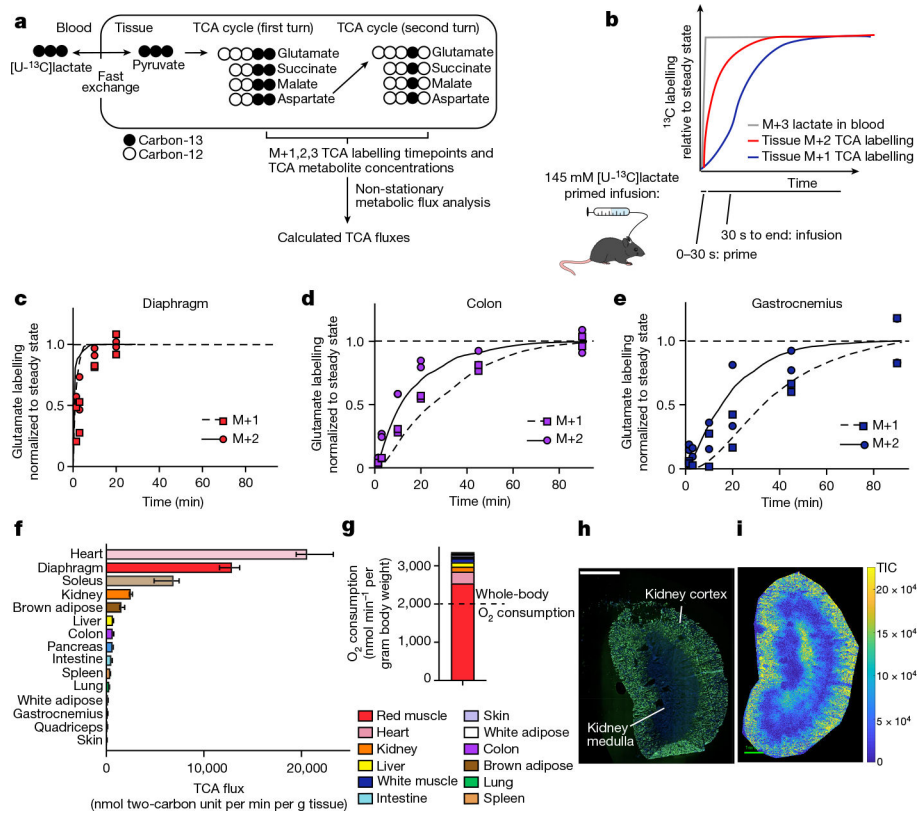 a
Blood
Tissue
TCA cycle (first turn)
TCA cycle (second turn)
[U-¹³C]lactate
Fast
exchange
Pyruvate
Glutamate
Succinate
Malate
Aspartate
Glutamate
Succinate
Malate
Aspartate
Carbon-13
Carbon-12
M+1,2,3 TCA labelling timepoints and
TCA metabolite concentrations
Non-stationary
metabolic flux analysis
Calculated TCA fluxes
b
¹³C labelling
relative to steady state
M+3 lactate in blood
Tissue M+2 TCA labelling
Tissue M+1 TCA labelling
Time
145 mM [U-¹³C]lactate
primed infusion:
30 s to end: infusion
0–30 s: prime
c
Diaphragm
Glutamate labelling
normalized to steady state
1.0
0.5
0
M+1
M+2
0 20 40 60 80
Time (min)
d
Colon
Glutamate labelling
normalized to steady state
1.0
0.5
0
M+1
M+2
0 20 40 60 80
Time (min)
e
Gastrocnemius
Glutamate labelling
normalized to steady state
1.0
0.5
0
M+1
M+2
0 20 40 60 80
Time (min)
f
Heart
Diaphragm
Soleus
Kidney
Brown adipose
Liver
Colon
Pancreas
Intestine
Spleen
Lung
White adipose
Gastrocnemius
Quadriceps
Skin
0 10,000 20,000
TCA flux
(nmol two-carbon unit per min per g tissue)
g
O₂ consumption
(nmol min⁻¹ per
gram body weight)
3,000
2,000
1,000
0
Whole-body
O₂ consumption
Red muscle
Heart
Kidney
Liver
White muscle
Intestine
Skin
White adipose
Colon
Brown adipose
Lung
Spleen
h
Kidney cortex
Kidney
medulla
i
TIC
20 × 10⁴
15 × 10⁴
10 × 10⁴
5 × 10⁴
0